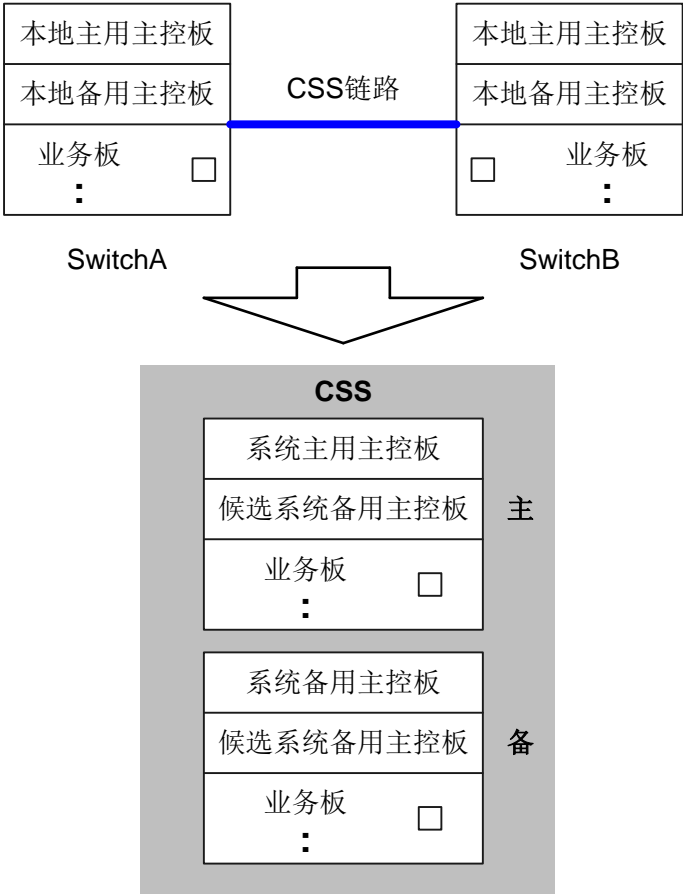 本地主用主控板
本地备用主控板
业务板
:
SwitchA
CSS链路
本地主用主控板
本地备用主控板
业务板
:
SwitchB
CSS
系统主用主控板
候选系统备用主控板
业务板
:
主
系统备用主控板
候选系统备用主控板
业务板
:
备